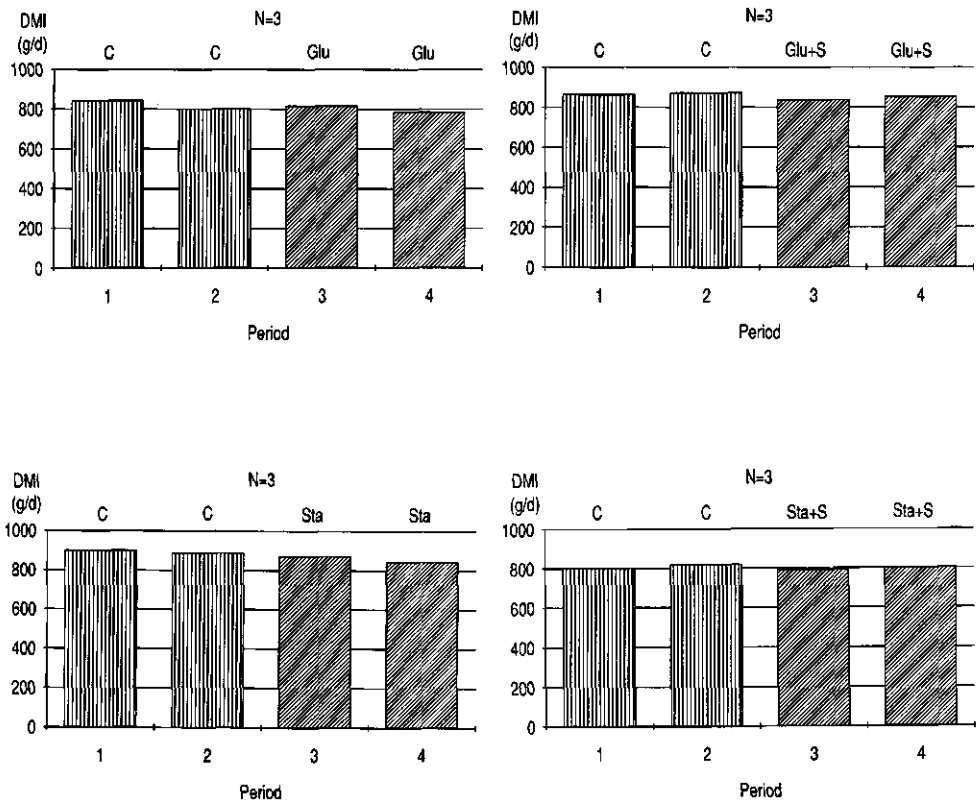 DMI
(g/d)
N=3
C C Glu Glu
1000
800
600
400
200
0
1 2 3 4
Period
DMI
(g/d)
N=3
C C Glu+S Glu+S
1000
800
600
400
200
0
1 2 3 4
Period
DMI
(g/d)
N=3
C C Sta Sta
1000
800
600
400
200
0
1 2 3 4
Period
DMI
(g/d)
N=3
C C Sta+S Sta+S
1000
800
600
400
200
0
1 2 3 4
Period